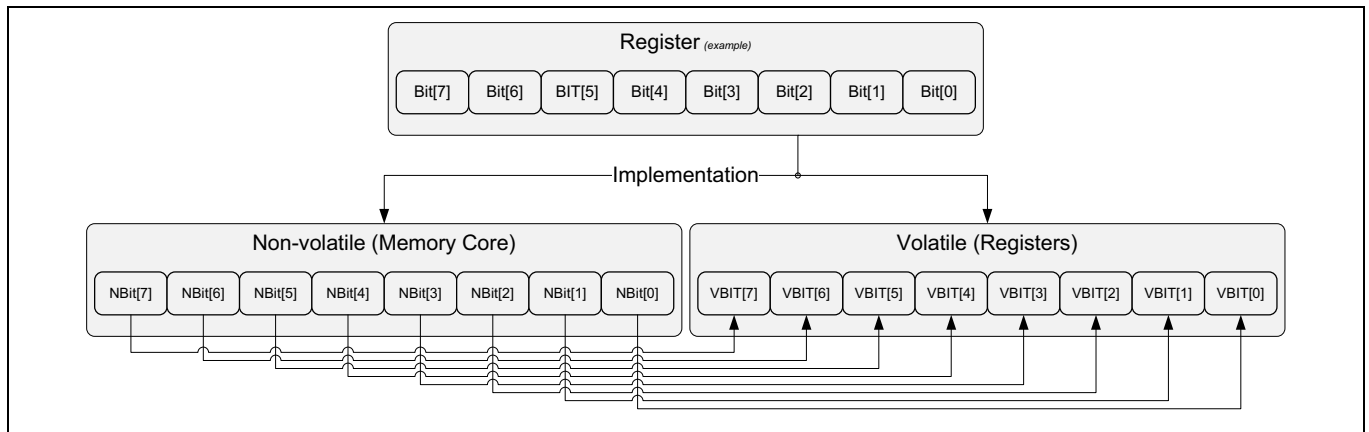 Register (example)
Bit[7] Bit[6] BIT[5] Bit[4] Bit[3] Bit[2] Bit[1] Bit[0]
Implementation
Non-volatile (Memory Core) Volatile (Registers)
NBit[7] NBit[6] NBit[5] NBit[4] NBit[3] NBit[2] NBit[1] NBit[0] VBIT[7] VBIT[6] VBIT[5] VBIT[4] VBIT[3] VBIT[2] VBIT[1] VBIT[0]